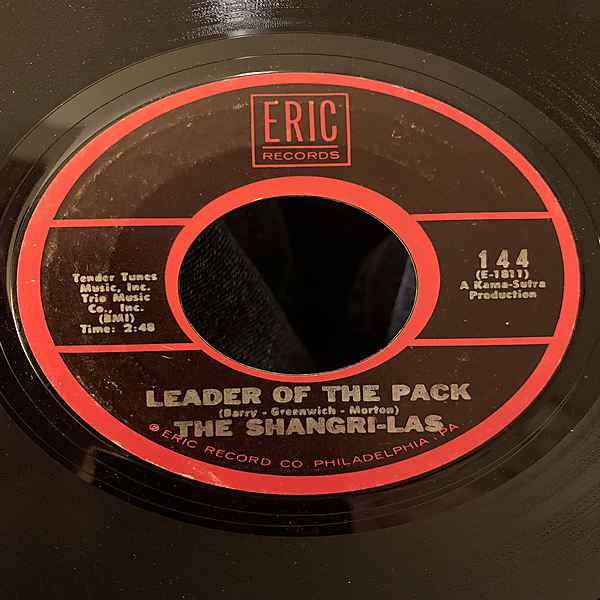 ERIC
RECORDS
Tender Tunes
Music, Inc.
Trio Music
Co., Inc.
(BMI)
Time: 2:48
144
(E-1811)
A Kama-Sutra
Production
LEADER OF THE PACK
(Barry - Greenwich - Morton)
THE SHANGRI-LAS
℗ ERIC RECORD CO. PHILADELPHIA, PA.